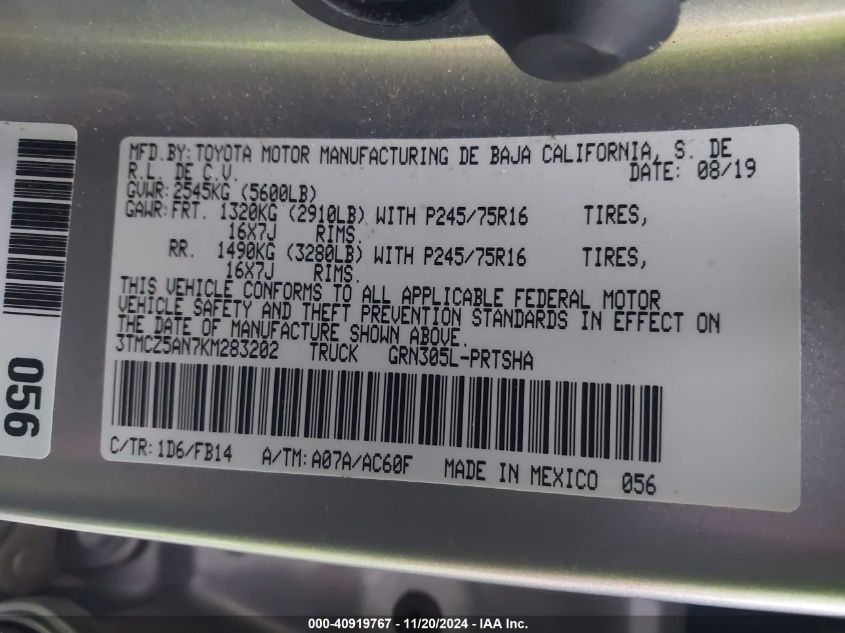 MFD.BY:TOYOTA MOTOR MANUFACTURING DE BAJA CALIFORNIA, S. DE
R.L. DE C.V. DATE: 08/19
GVWR:2545KG (5600LB)
GAWR:FRT. 1320KG (2910LB) WITH P245/75R16 TIRES,
16X7J RIMS.
RR. 1490KG (3280LB) WITH P245/75R16 TIRES,
16X7J RIMS.
THIS VEHICLE CONFORMS TO ALL APPLICABLE FEDERAL MOTOR
VEHICLE SAFETY AND THEFT PREVENTION STANDARDS IN EFFECT ON
THE DATE OF MANUFACTURE SHOWN ABOVE.
3TMCZ5AN7KM283202 TRUCK GRN305L-PRTSHA
C/TR:1D6/FB14 A/TM:A07A/AC60F MADE IN MEXICO 056
056
000-40919767 - 11/20/2024 - IAA Inc.